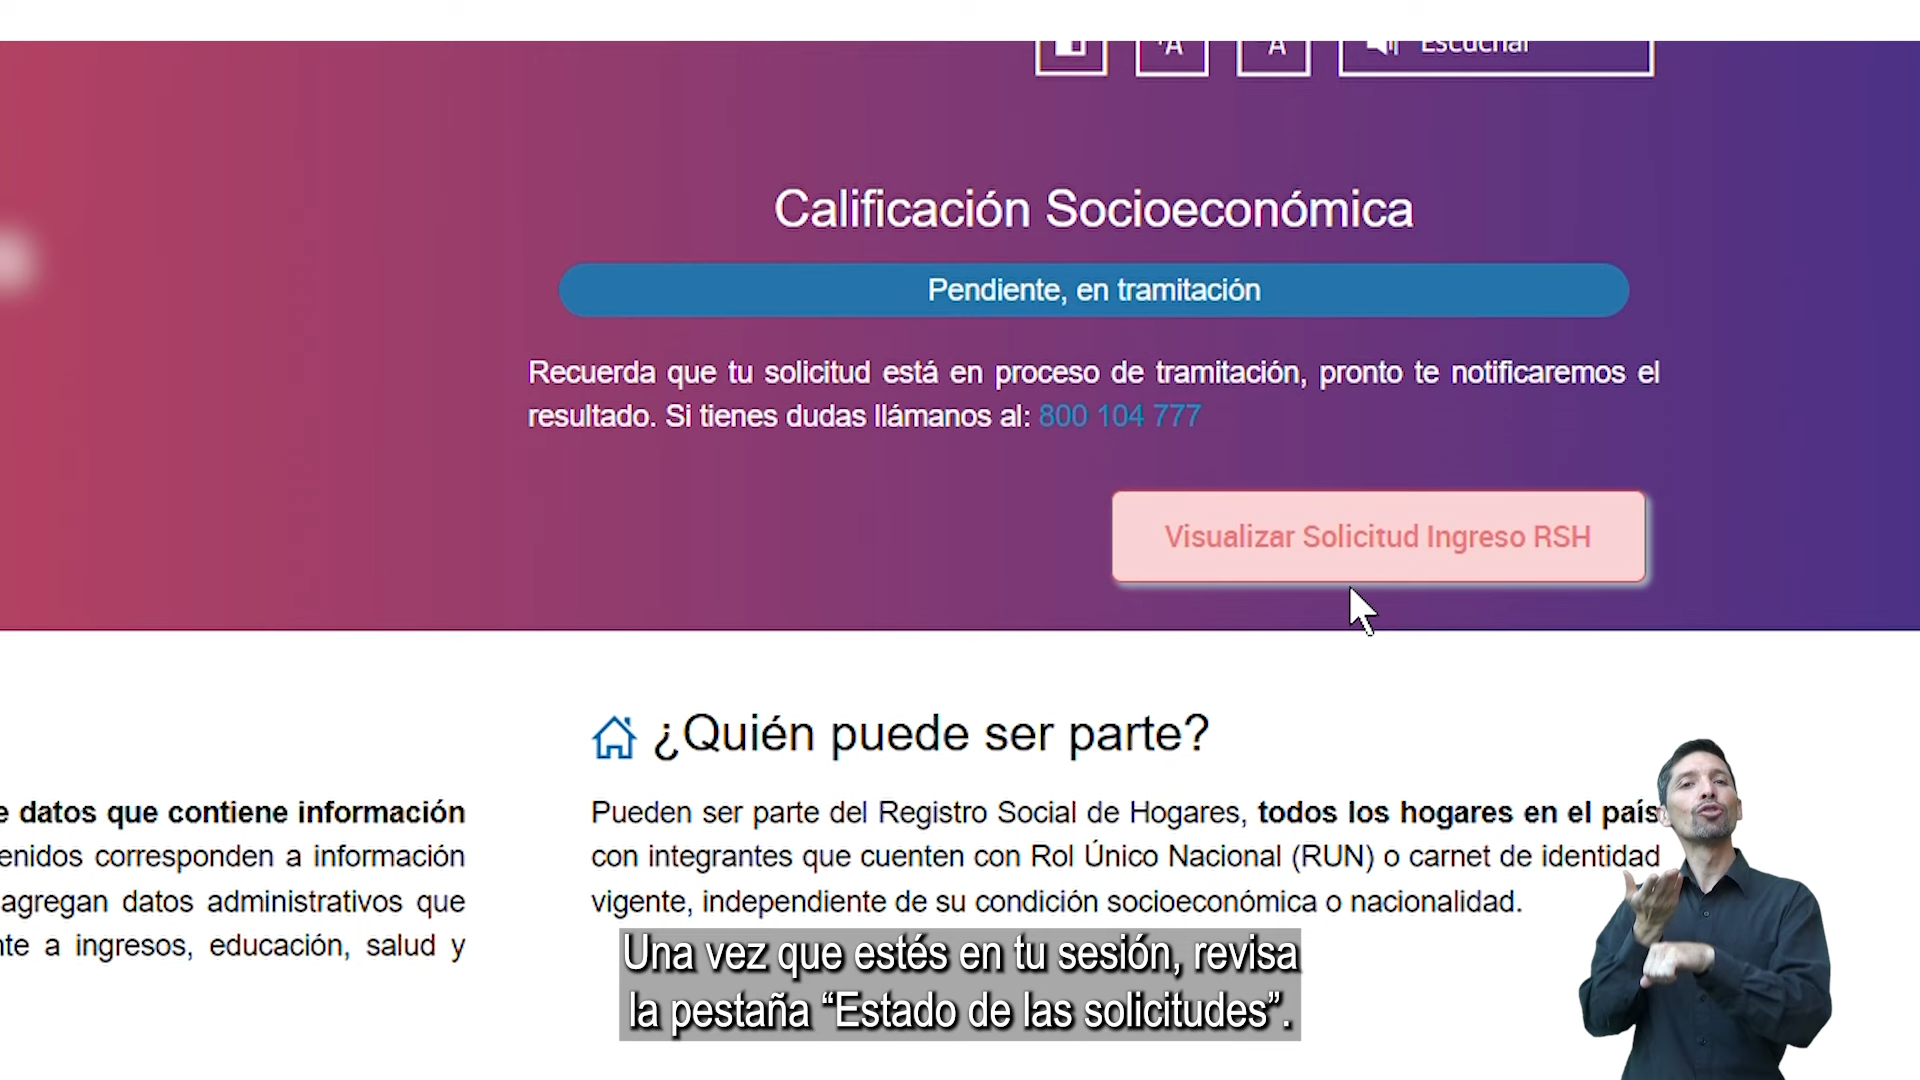 A
A
Escuchar
Calificación Socioeconómica
Pendiente, en tramitación
Recuerda que tu solicitud está en proceso de tramitación, pronto te notificaremos el
resultado. Si tienes dudas llámanos al: 800 104 777
Visualizar Solicitud Ingreso RSH
datos que contiene información
corresponden a información
agregan datos administrativos que
a ingresos, educación, salud y
¿Quién puede ser parte?
Pueden ser parte del Registro Social de Hogares, todos los hogares en el país
con integrantes que cuenten con Rol Único Nacional (RUN) o carnet de identidad
vigente, independiente de su condición socioeconómica o nacionalidad.
Una vez que estés en tu sesión, revisa
la pestaña “Estado de las solicitudes”.